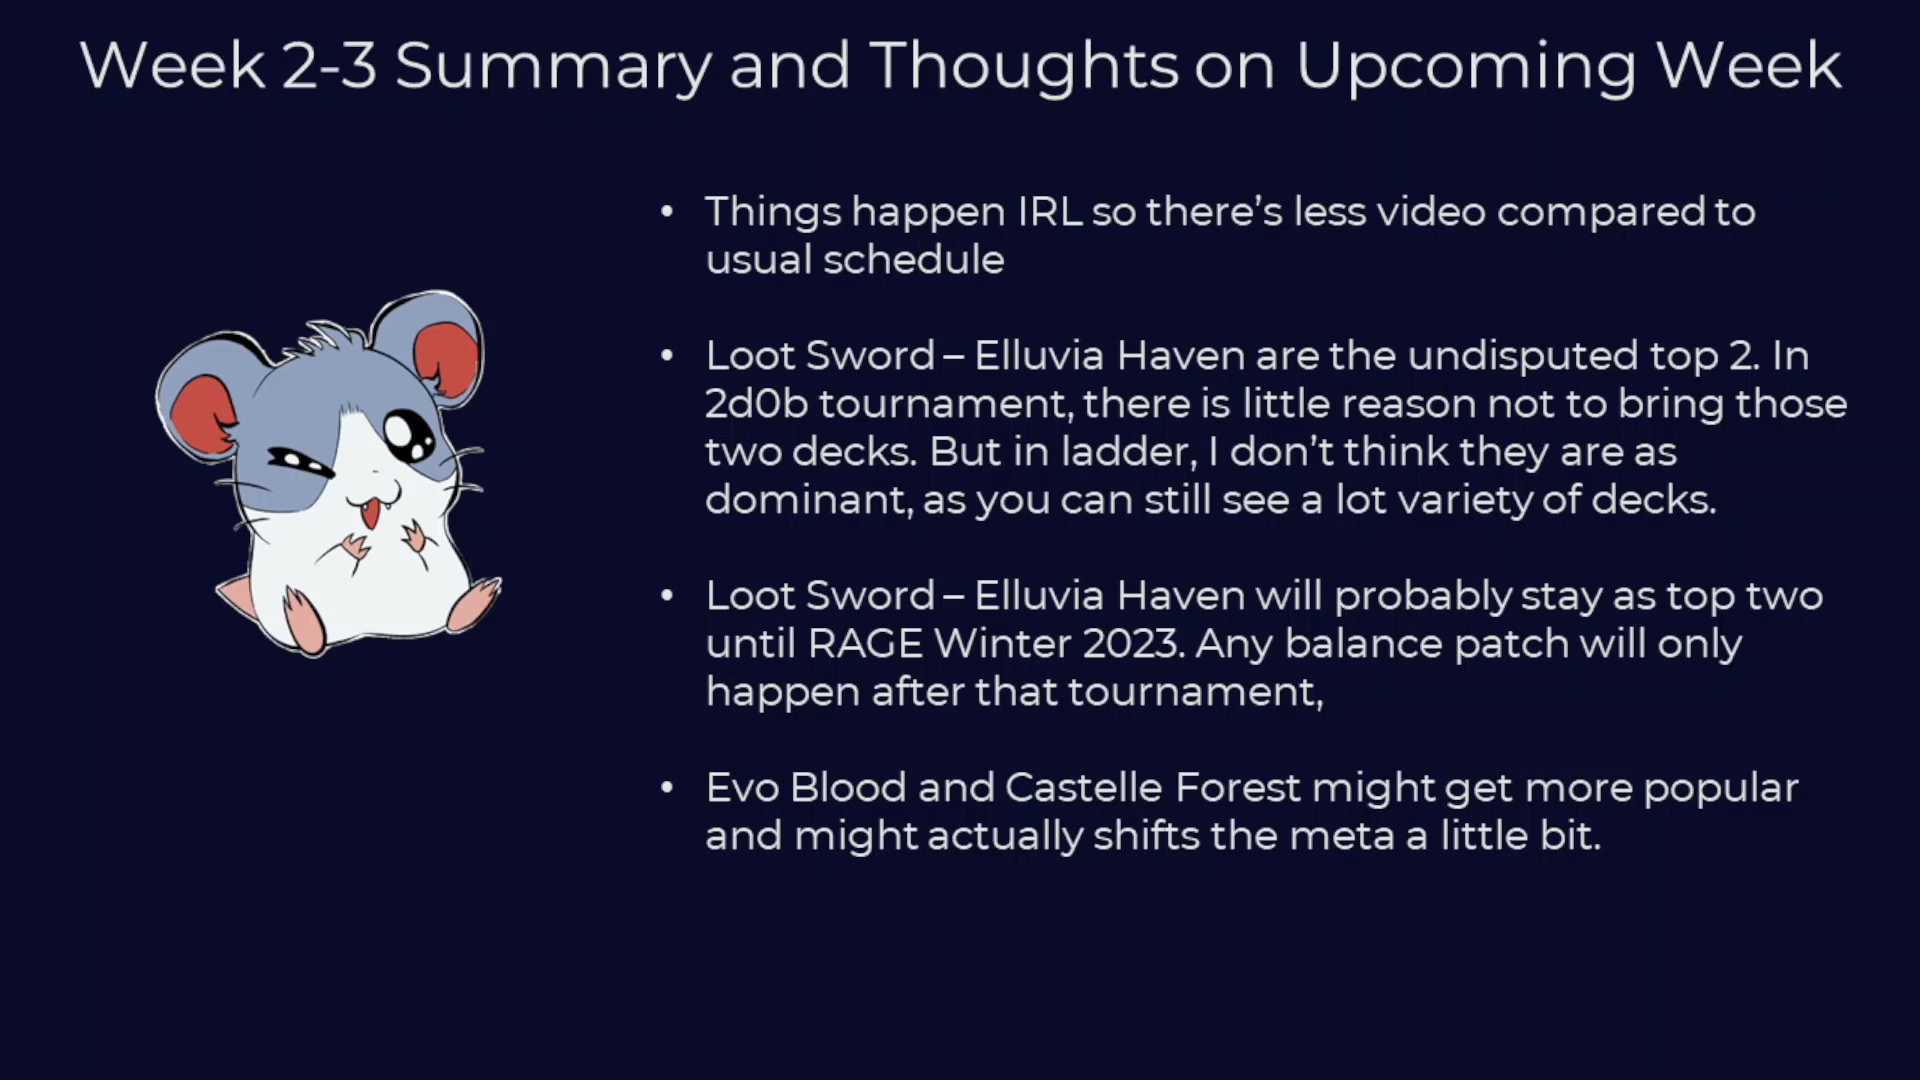 Week 2-3 Summary and Thoughts on Upcoming Week
• Things happen IRL so there's less video compared to
usual schedule
• Loot Sword – Elluvia Haven are the undisputed top 2. In
2d0b tournament, there is little reason not to bring those
two decks. But in ladder, I don't think they are as
dominant, as you can still see a lot variety of decks.
• Loot Sword – Elluvia Haven will probably stay as top two
until RAGE Winter 2023. Any balance patch will only
happen after that tournament,
• Evo Blood and Castelle Forest might get more popular
and might actually shifts the meta a little bit.